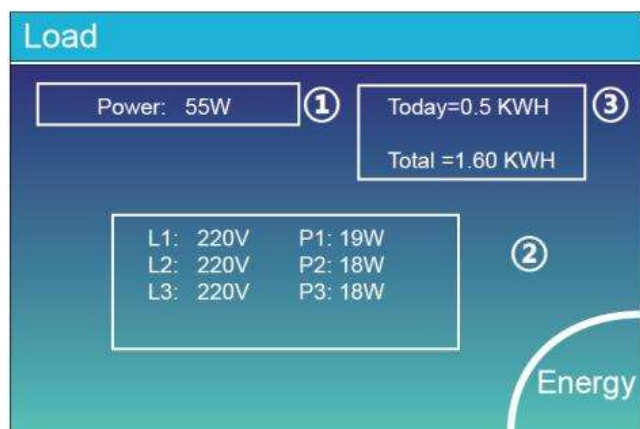 Load
Power: 55W
①
Today=0.5 KWH
③
Total =1.60 KWH
L1: 220V P1: 19W
L2: 220V P2: 18W
L3: 220V P3: 18W
②
Energy